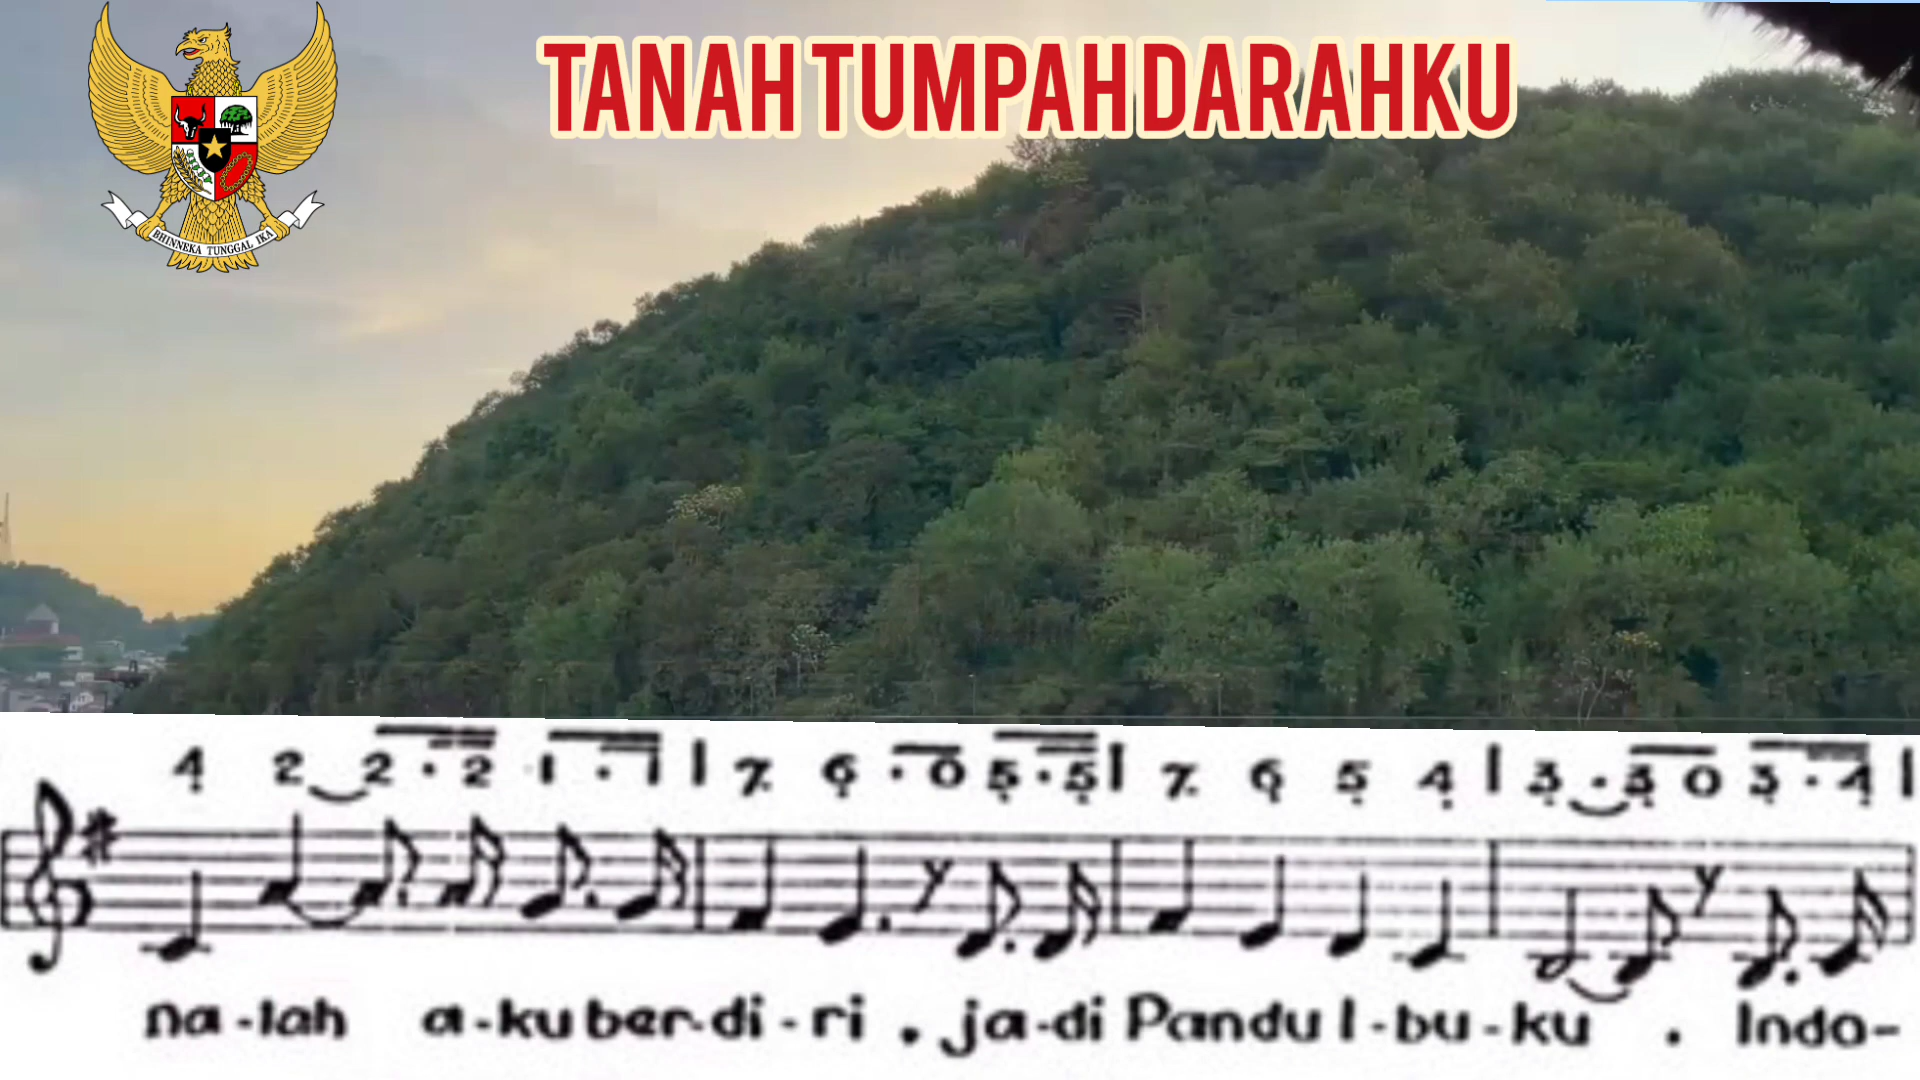 TANAH TUMPAH DARAHKU
BHINNEKA TUNGGAL IKA
4 2 2 . 2 1 . 1 | 7 6 . 0 5 . 5 | 7 6 5 4 | 3 . 3 0 3 . 4 |
na-lah a-ku ber-di-ri . ja-di Pandu I-bu-ku . Indo-